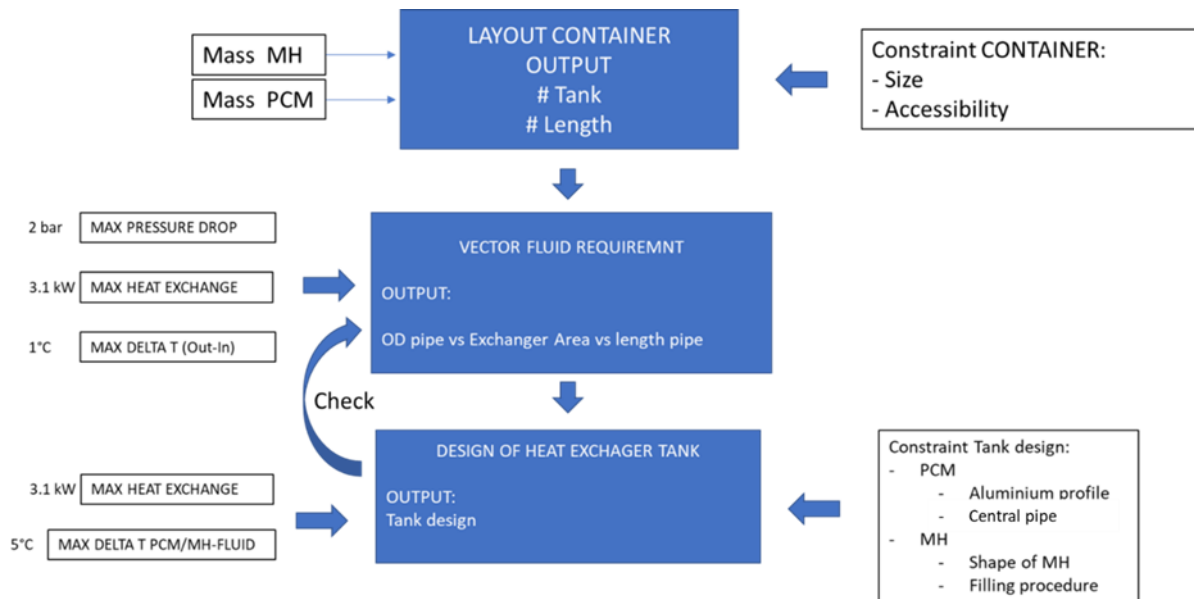 Mass MH
Mass PCM
LAYOUT CONTAINER
OUTPUT
# Tank
# Length
Constraint CONTAINER:
- Size
- Accessibility
2 bar
MAX PRESSURE DROP
3.1 kW
MAX HEAT EXCHANGE
1°C
MAX DELTA T (Out-In)
VECTOR FLUID REQUIREMNT
OUTPUT:
OD pipe vs Exchanger Area vs length pipe
Check
3.1 kW
MAX HEAT EXCHANGE
5°C
MAX DELTA T PCM/MH-FLUID
DESIGN OF HEAT EXCHAGER TANK
OUTPUT:
Tank design
Constraint Tank design:
- PCM
- Aluminium profile
- Central pipe
- MH
- Shape of MH
- Filling procedure